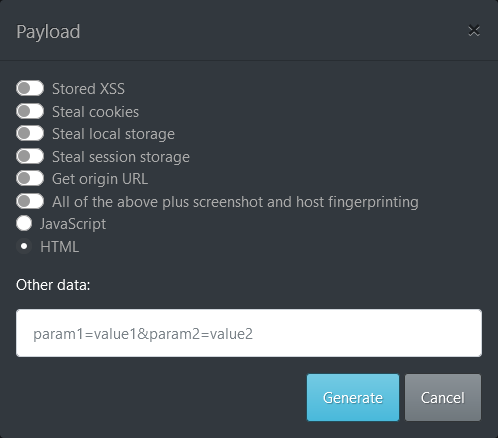 Payload
×
Stored XSS
Steal cookies
Steal local storage
Steal session storage
Get origin URL
All of the above plus screenshot and host fingerprinting
JavaScript
HTML
Other data:
param1=value1&param2=value2
Generate Cancel